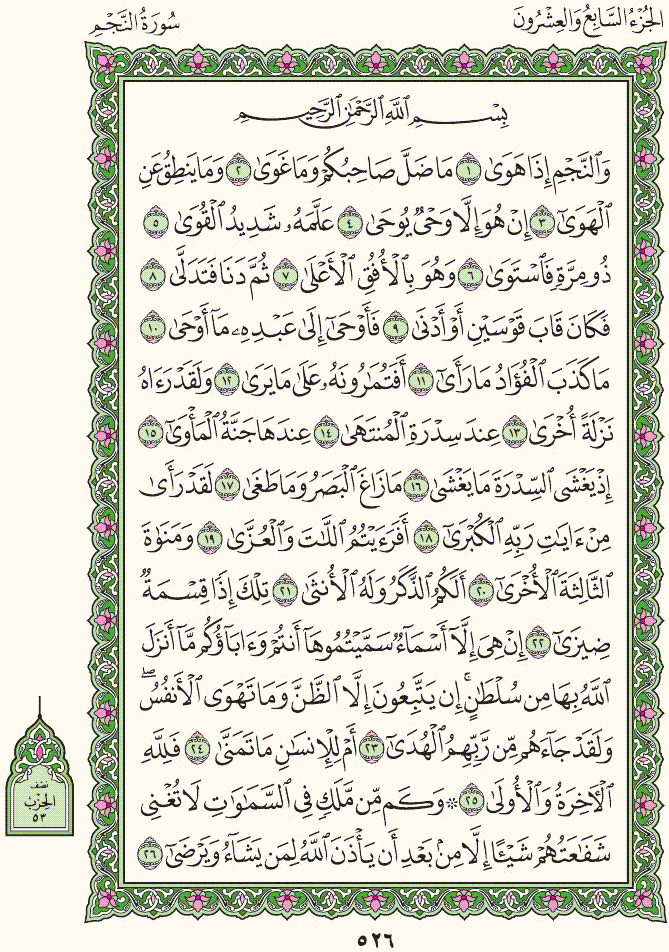 الجُزْءُ السَّابِعُ وَالعِشْرُونَ
سُورَةُ النَّجْمِ
بِسْمِ ٱللَّهِ ٱلرَّحْمَٰنِ ٱلرَّحِيمِ
وَٱلنَّجْمِ إِذَا هَوَىٰ ١ مَا ضَلَّ صَاحِبُكُمْ وَمَا غَوَىٰ ٢ وَمَا يَنطِقُ عَنِ
ٱلْهَوَىٰٓ ٣ إِنْ هُوَ إِلَّا وَحْىٌ يُوحَىٰ ٤ عَلَّمَهُۥ شَدِيدُ ٱلْقُوَىٰ ٥
ذُو مِرَّةٍ فَٱسْتَوَىٰ ٦ وَهُوَ بِٱلْأُفُقِ ٱلْأَعْلَىٰ ٧ ثُمَّ دَنَا فَتَدَلَّىٰ ٨
فَكَانَ قَابَ قَوْسَيْنِ أَوْ أَدْنَىٰ ٩ فَأَوْحَىٰٓ إِلَىٰ عَبْدِهِۦ مَآ أَوْحَىٰ ١٠
مَا كَذَبَ ٱلْفُؤَادُ مَا رَأَىٰٓ ١١ أَفَتُمَٰرُونَهُۥ عَلَىٰ مَا يَرَىٰ ١٢ وَلَقَدْ رَءَاهُ
نَزْلَةً أُخْرَىٰ ١٣ عِندَ سِدْرَةِ ٱلْمُنتَهَىٰ ١٤ عِندَهَا جَنَّةُ ٱلْمَأْوَىٰٓ ١٥
إِذْ يَغْشَى ٱلسِّدْرَةَ مَا يَغْشَىٰ ١٦ مَا زَاغَ ٱلْبَصَرُ وَمَا طَغَىٰ ١٧ لَقَدْ رَأَىٰ
مِنْ ءَايَٰتِ رَبِّهِ ٱلْكُبْرَىٰٓ ١٨ أَفَرَءَيْتُمُ ٱللَّٰتَ وَٱلْعُزَّىٰ ١٩ وَمَنَوٰةَ
ٱلثَّالِثَةَ ٱلْأُخْرَىٰٓ ٢٠ أَلَكُمُ ٱلذَّكَرُ وَلَهُ ٱلْأُنثَىٰ ٢١ تِلْكَ إِذًا قِسْمَةٌ
ضِيزَىٰٓ ٢٢ إِنْ هِىَ إِلَّآ أَسْمَآءٌ سَمَّيْتُمُوهَآ أَنتُمْ وَءَابَآؤُكُم مَّآ أَنزَلَ
ٱللَّهُ بِهَا مِن سُلْطَٰنٍ ۚ إِن يَتَّبِعُونَ إِلَّا ٱلظَّنَّ وَمَا تَهْوَى ٱلْأَنفُسُ ۖ
وَلَقَدْ جَآءَهُم مِّن رَّبِّهِمُ ٱلْهُدَىٰٓ ٢٣ أَمْ لِلْإِنسَٰنِ مَا تَمَنَّىٰ ٢٤ فَلِلَّهِ
ٱلْءَاخِرَةُ وَٱلْأُولَىٰ ٢٥ ۞ وَكَم مِّن مَّلَكٍ فِى ٱلسَّمَٰوَٰتِ لَا تُغْنِى
شَفَٰعَتُهُمْ شَيْـًٔا إِلَّا مِنۢ بَعْدِ أَن يَأْذَنَ ٱللَّهُ لِمَن يَشَآءُ وَيَرْضَىٰٓ ٢٦
نصف
الحِزْب
٥٣
٥٢٦